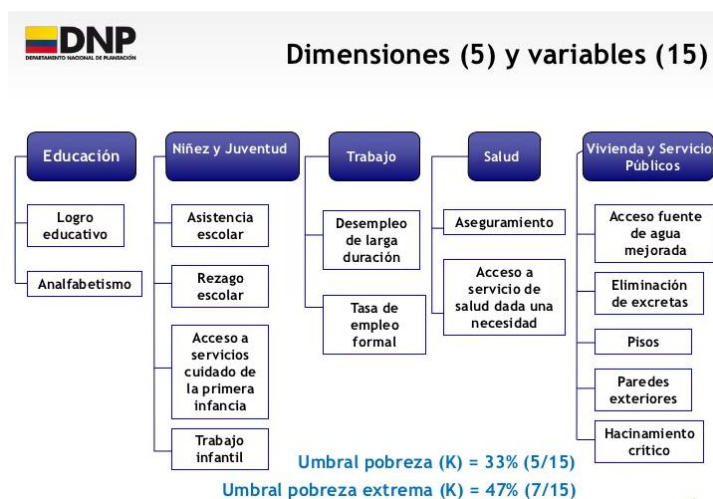 DNP
DEPARTAMENTO NACIONAL DE PLANEACIÓN
Dimensiones (5) y variables (15)
Educación
Logro
educativo
Analfabetismo
Niñez y Juventud
Asistencia
escolar
Rezago
escolar
Acceso a
servicios
cuidado de
la primera
infancia
Trabajo
infantil
Trabajo
Desempleo
de larga
duración
Tasa de
empleo
formal
Salud
Aseguramiento
Acceso a
servicio de
salud dada una
necesidad
Vivienda y Servicios
Públicos
Acceso fuente
de agua
mejorada
Eliminación
de excretas
Pisos
Paredes
exteriores
Hacinamiento
crítico
Umbral pobreza (K) = 33% (5/15)
Umbral pobreza extrema (K) = 47% (7/15)